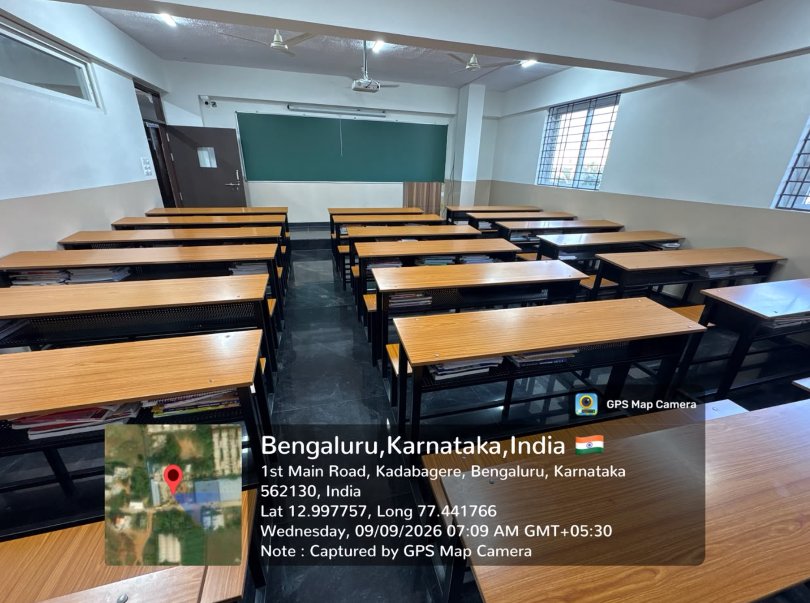 GPS Map Camera
Bengaluru,Karnataka,India
1st Main Road, Kadabagere, Bengaluru, Karnataka
562130, India
Lat 12.997757, Long 77.441766
Wednesday, 09/09/2026 07:09 AM GMT+05:30
Note : Captured by GPS Map Camera